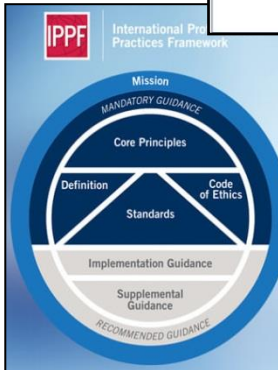 IPPF
International Pro
Practices Framework
Mission
MANDATORY GUIDANCE
Core Principles
Definition
Code
of Ethics
Standards
Implementation Guidance
Supplemental
Guidance
RECOMMENDED GUIDANCE